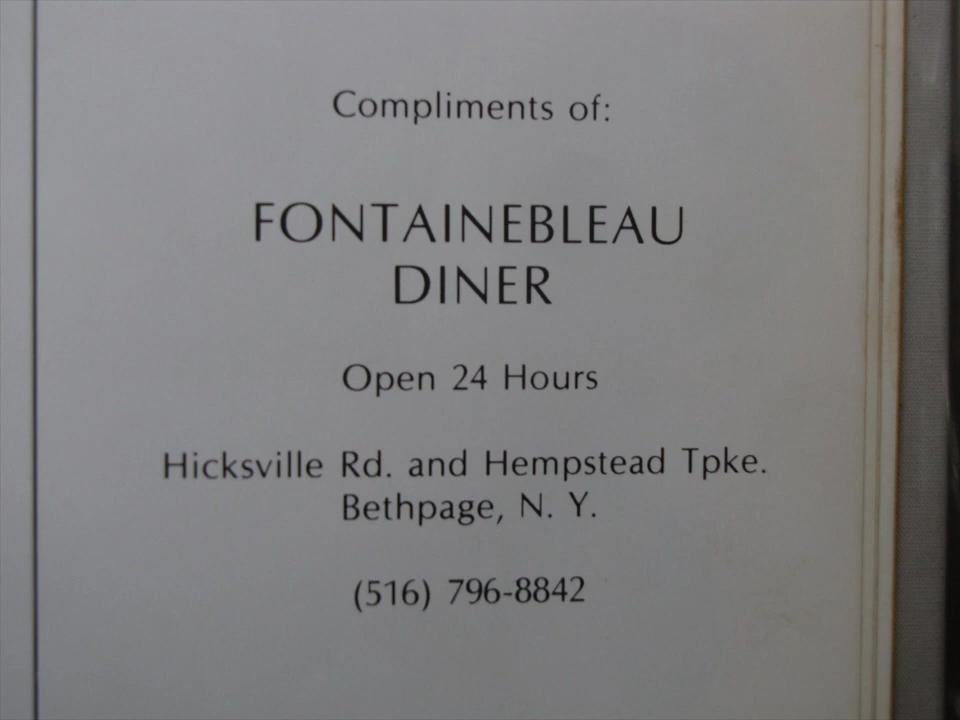 Compliments of:
FONTAINEBLEAU
DINER
Open 24 Hours
Hicksville Rd. and Hempstead Tpke.
Bethpage, N. Y.
(516) 796-8842